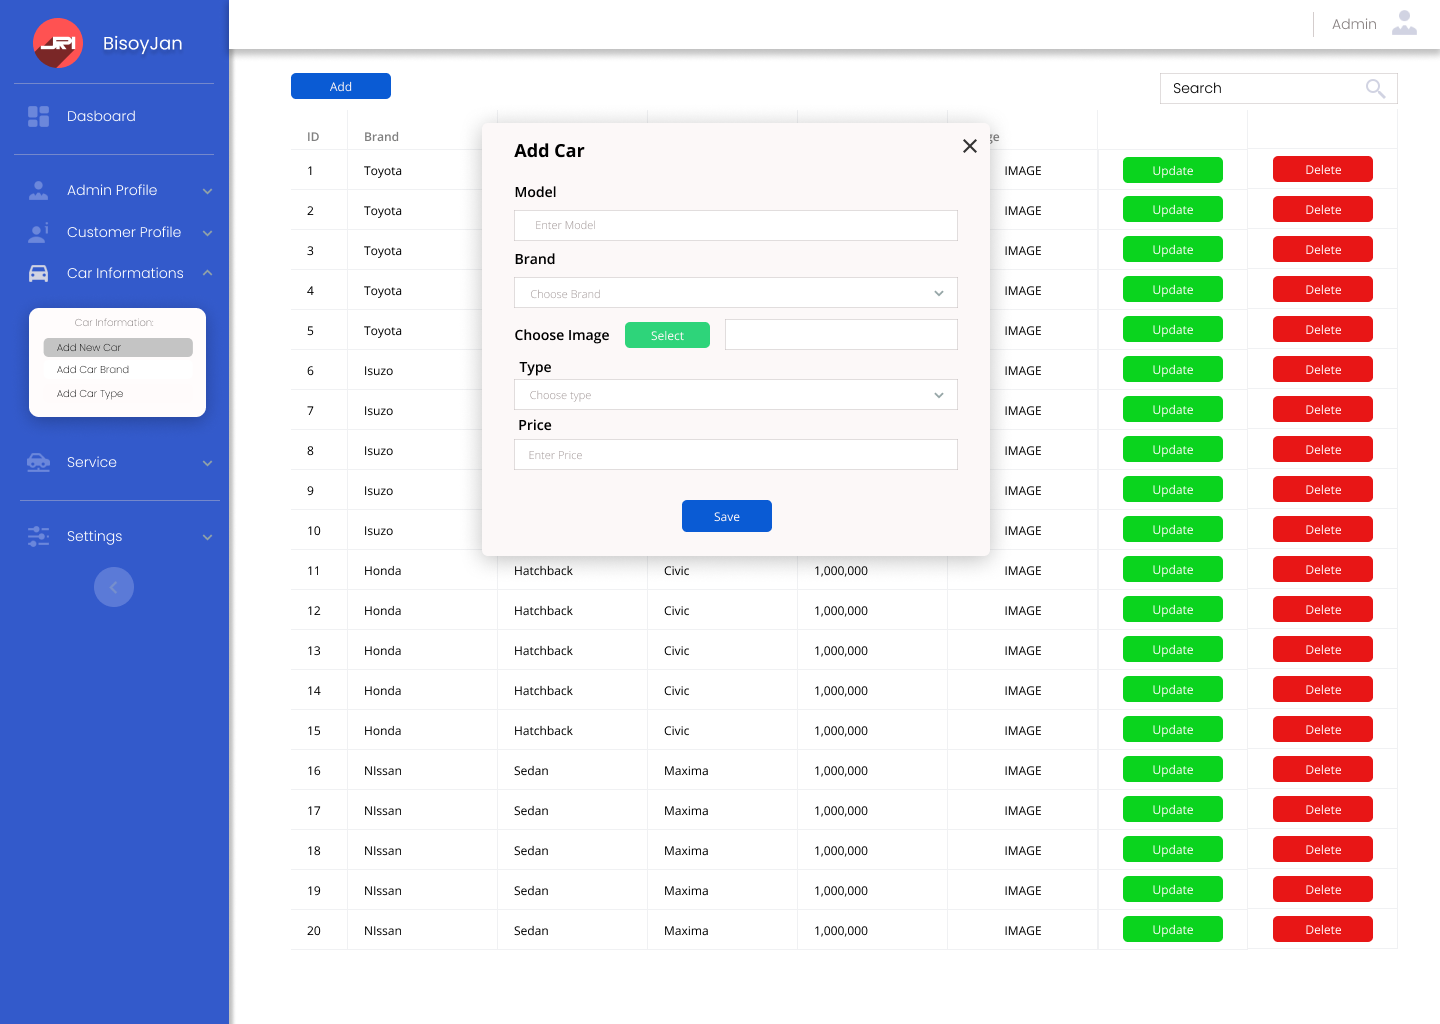 JRI
BisoyJan
Admin
Dasboard
Admin Profile
Customer Profile
Car Informations
Car Information:
Add New Car
Add Car Brand
Add Car Type
Service
Settings
Add
Search
ID Brand ge
1 Toyota IMAGE Update Delete
2 Toyota IMAGE Update Delete
3 Toyota IMAGE Update Delete
4 Toyota IMAGE Update Delete
5 Toyota IMAGE Update Delete
6 Isuzo IMAGE Update Delete
7 Isuzo IMAGE Update Delete
8 Isuzo IMAGE Update Delete
9 Isuzo IMAGE Update Delete
10 Isuzo IMAGE Update Delete
11 Honda Hatchback Civic 1,000,000 IMAGE Update Delete
12 Honda Hatchback Civic 1,000,000 IMAGE Update Delete
13 Honda Hatchback Civic 1,000,000 IMAGE Update Delete
14 Honda Hatchback Civic 1,000,000 IMAGE Update Delete
15 Honda Hatchback Civic 1,000,000 IMAGE Update Delete
16 NIssan Sedan Maxima 1,000,000 IMAGE Update Delete
17 NIssan Sedan Maxima 1,000,000 IMAGE Update Delete
18 NIssan Sedan Maxima 1,000,000 IMAGE Update Delete
19 NIssan Sedan Maxima 1,000,000 IMAGE Update Delete
20 NIssan Sedan Maxima 1,000,000 IMAGE Update Delete
Add Car
Model
Enter Model
Brand
Choose Brand
Choose Image Select
Type
Choose type
Price
Enter Price
Save